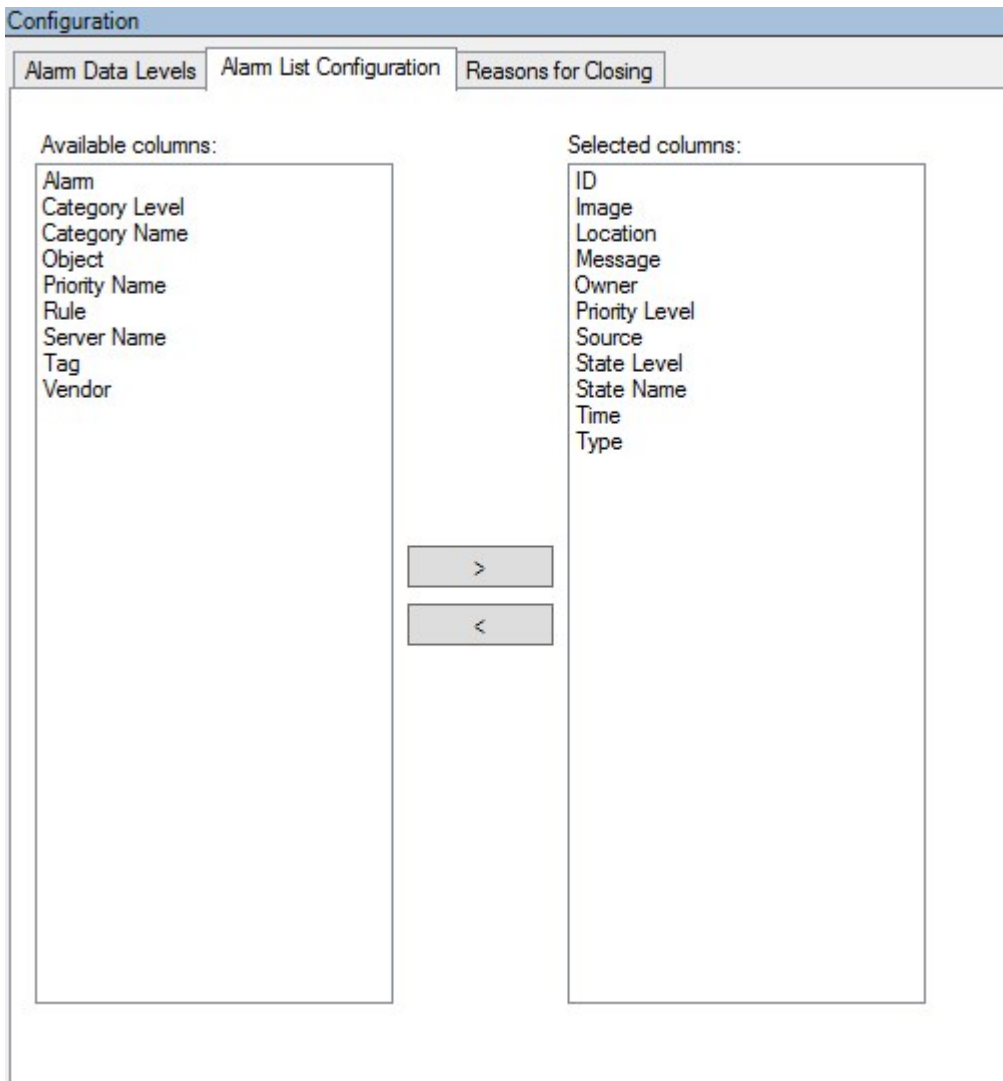 Configuration
Alarm Data Levels
Alarm List Configuration
Reasons for Closing
Available columns:
Alarm
Category Level
Category Name
Object
Priority Name
Rule
Server Name
Tag
Vendor
>
<
Selected columns:
ID
Image
Location
Message
Owner
Priority Level
Source
State Level
State Name
Time
Type